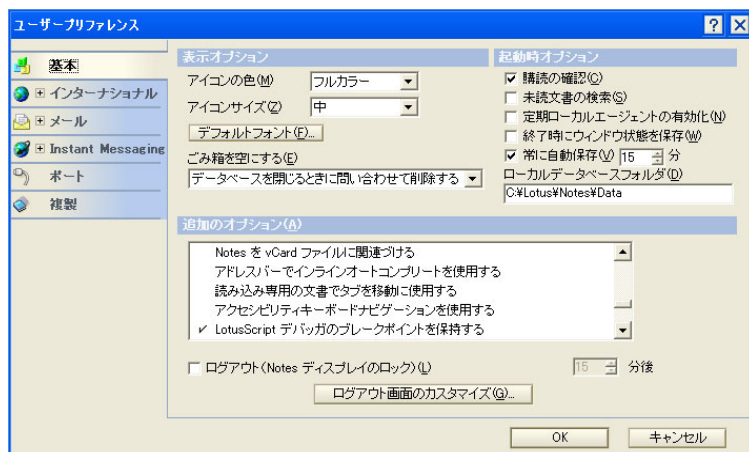 ユーザープリファレンス
基本
インターナショナル
メール
Instant Messaging
ポート
複製
表示オプション
アイコンの色(M) フルカラー
アイコンサイズ(Z) 中
デフォルトフォント(F)...
ごみ箱を空にする(E)
データベースを閉じるときに問い合わせて削除する
起動時オプション
購読の確認(C)
未読文書の検索(S)
定期ローカルエージェントの有効化(N)
終了時にウィンドウ状態を保存(W)
常に自動保存(V) 15 分
ローカルデータベースフォルダ(D)
C:¥Lotus¥Notes¥Data
追加のオプション(A)
Notes を vCard ファイルに関連づける
アドレスバーでインラインオートコンプリートを使用する
読み込み専用の文書でタブを移動に使用する
アクセシビリティキーボードナビゲーションを使用する
✓ LotusScript デバッガのブレークポイントを保持する
ログアウト(Notes ディスプレイのロック)(L) 15 分後
ログアウト画面のカスタマイズ(G)...
OK キャンセル